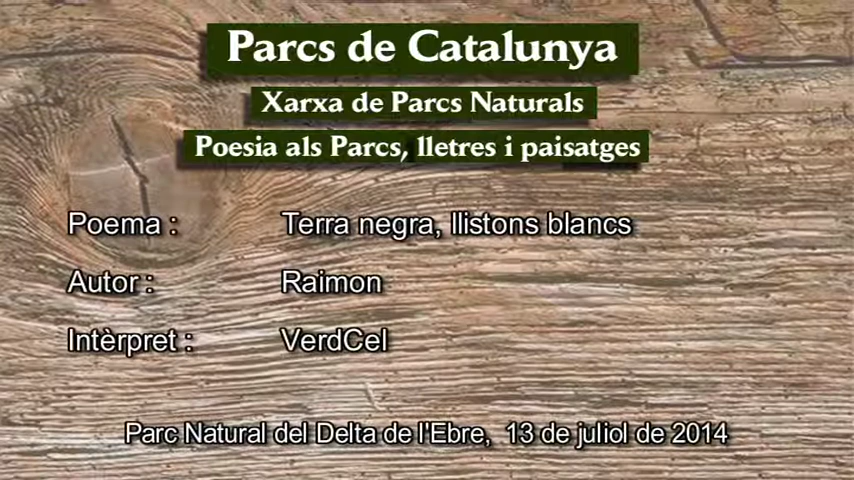 Parcs de Catalunya
Xarxa de Parcs Naturals
Poesia als Parcs, lletres i paisatges
Poema : Terra negra, llistons blancs
Autor : Raimon
Intèrpret : VerdCel
Parc Natural del Delta de l'Ebre, 13 de juliol de 2014